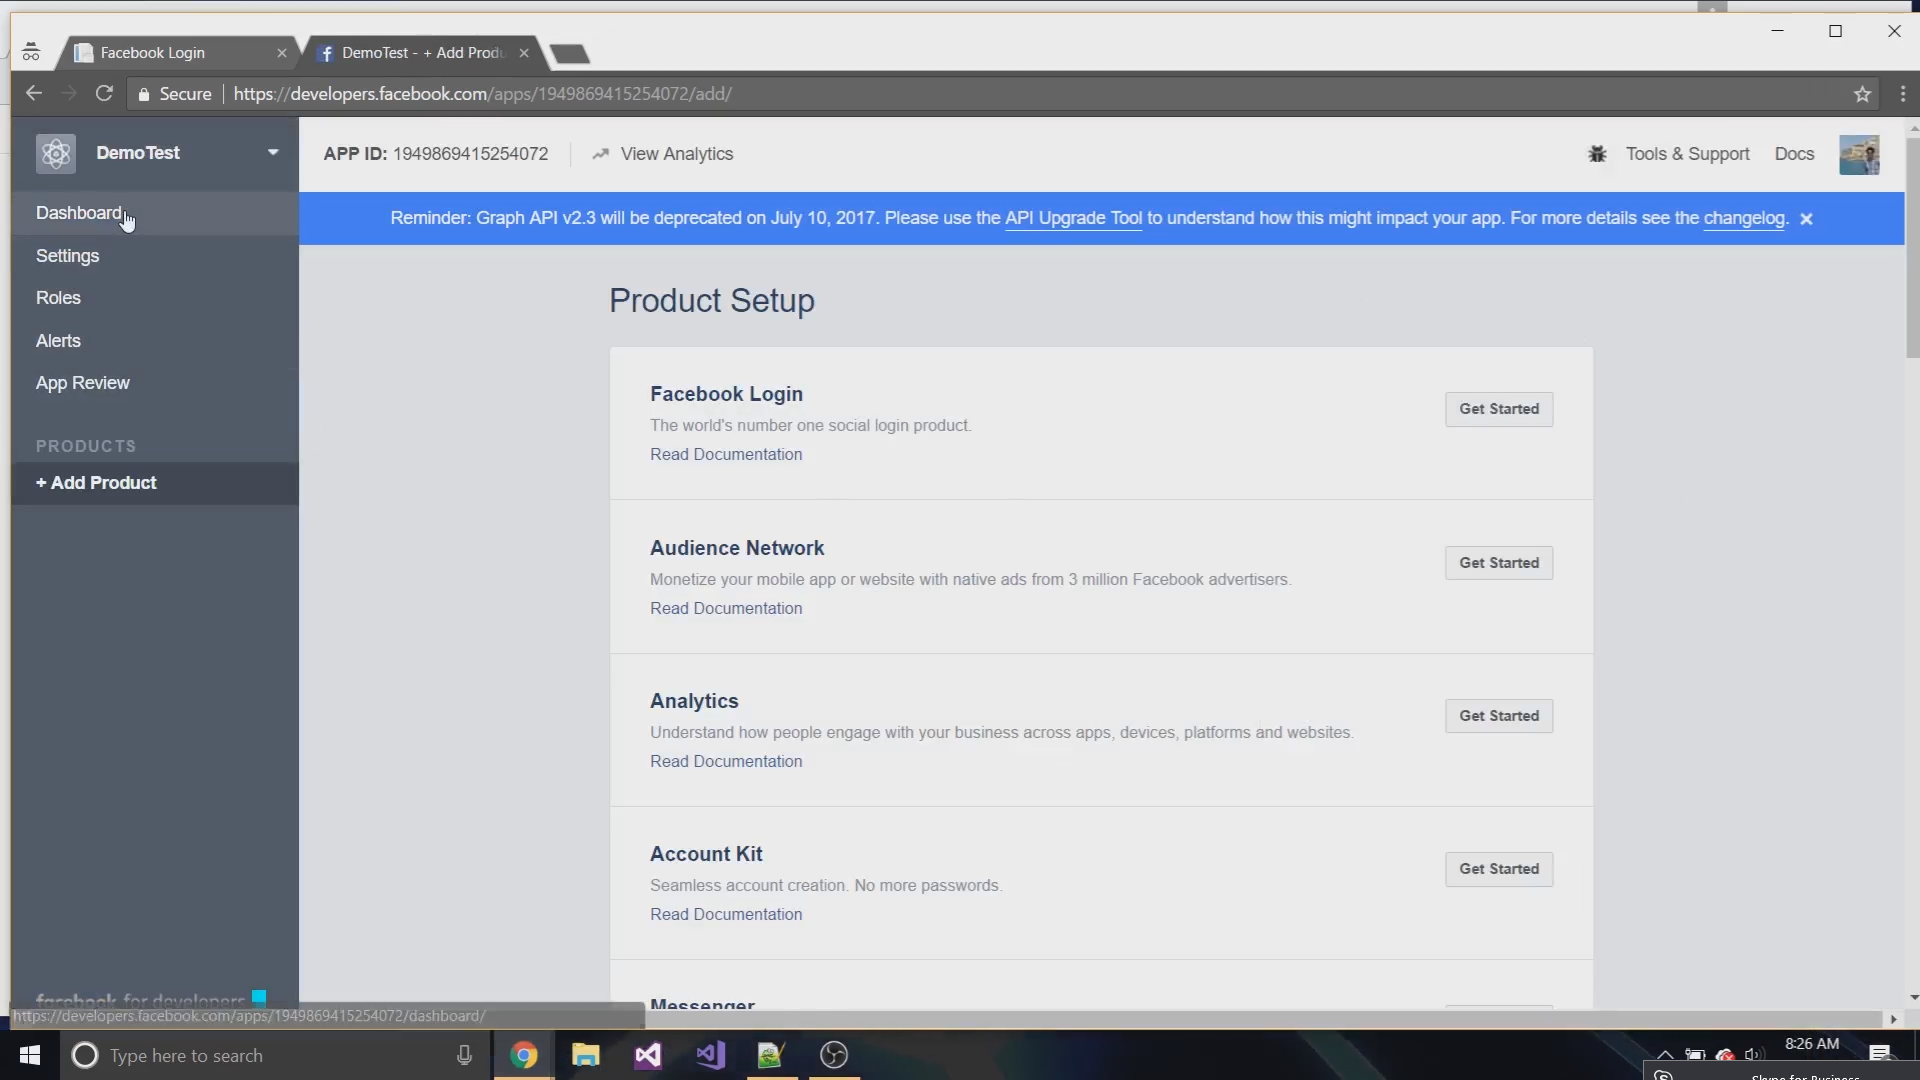 Facebook Login
DemoTest - + Add Produ
Secure
https://developers.facebook.com/apps/1949869415254072/add/
DemoTest
APP ID: 1949869415254072
View Analytics
Tools & Support
Docs
Dashboard
Reminder: Graph API v2.3 will be deprecated on July 10, 2017. Please use the API Upgrade Tool to understand how this might impact your app. For more details see the changelog.
Settings
Roles
Alerts
App Review
PRODUCTS
+ Add Product
Product Setup
Facebook Login
The world's number one social login product.
Read Documentation
Get Started
Audience Network
Monetize your mobile app or website with native ads from 3 million Facebook advertisers.
Read Documentation
Get Started
Analytics
Understand how people engage with your business across apps, devices, platforms and websites.
Read Documentation
Get Started
Account Kit
Seamless account creation. No more passwords.
Read Documentation
Get Started
Messenger
facebook for developers
https://developers.facebook.com/apps/1949869415254072/dashboard/
Type here to search
8:26 AM
Skype for Business